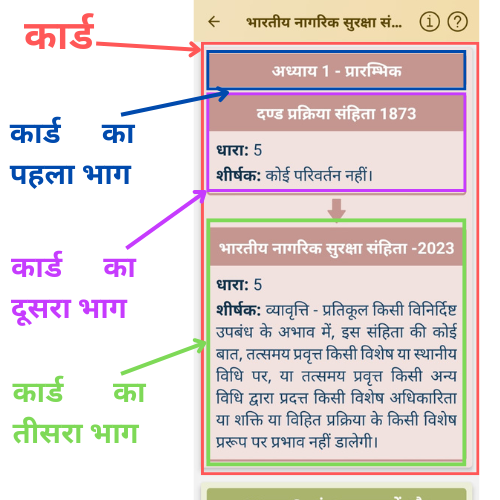 भारतीय नागरिक सुरक्षा सं...
कार्ड
अध्याय 1 - प्रारम्भिक
दण्ड प्रक्रिया संहिता 1873
कार्ड का
पहला भाग
धारा: 5
शीर्षक: कोई परिवर्तन नहीं।
कार्ड का
दूसरा भाग
भारतीय नागरिक सुरक्षा संहिता -2023
धारा: 5
शीर्षक: व्यावृत्ति - प्रतिकूल किसी विनिर्दिष्ट
उपबंध के अभाव में, इस संहिता की कोई
बात, तत्समय प्रवृत्त किसी विशेष या स्थानीय
विधि पर, या तत्समय प्रवृत्त किसी अन्य
विधि द्वारा प्रदत्त किसी विशेष अधिकारिता
या शक्ति या विहित प्रक्रिया के किसी विशेष
प्ररूप पर प्रभाव नहीं डालेगी।
कार्ड का
तीसरा भाग